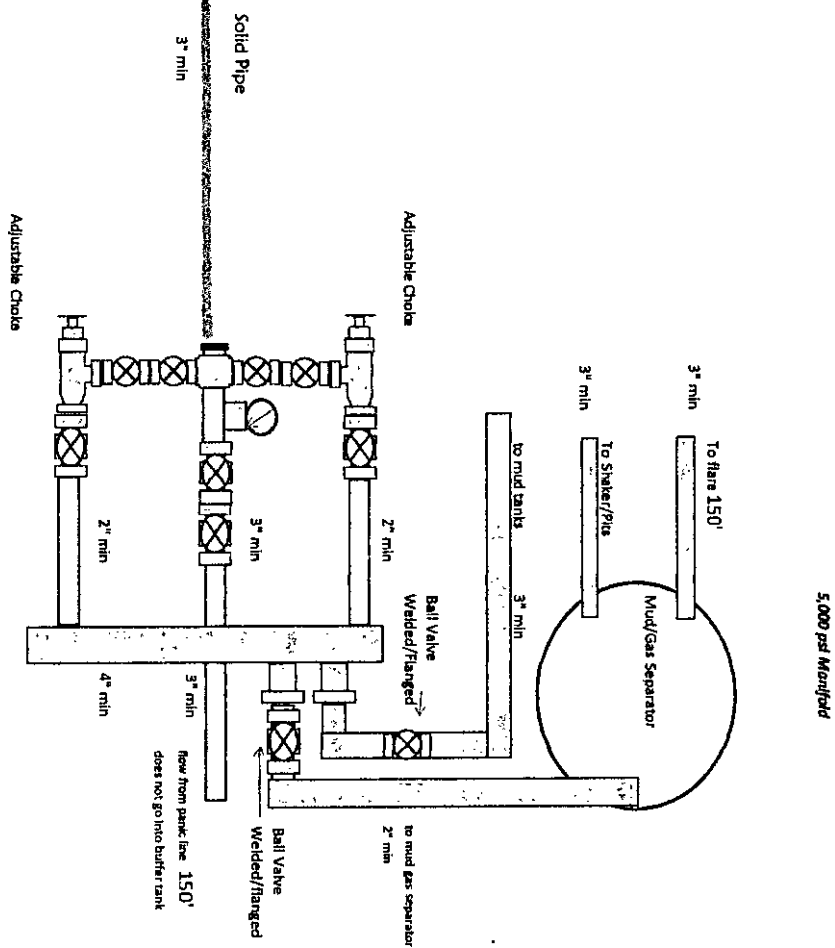 5,000 psi Manifold
3" min
To flare 150'
3" min
To Shaker/Pits
Mud/Gas Separator
to mud tanks
3" min
Adjustable Choke
Ball Valve
Welded/Flanged
2" min
to mud gas separator
2" min
Ball Valve
Welded/flanged
Solid Pipe
3" min
3" min
3" min
flow from panic line 150'
does not go into buffer tank
2" min
4" min
Adjustable Choke